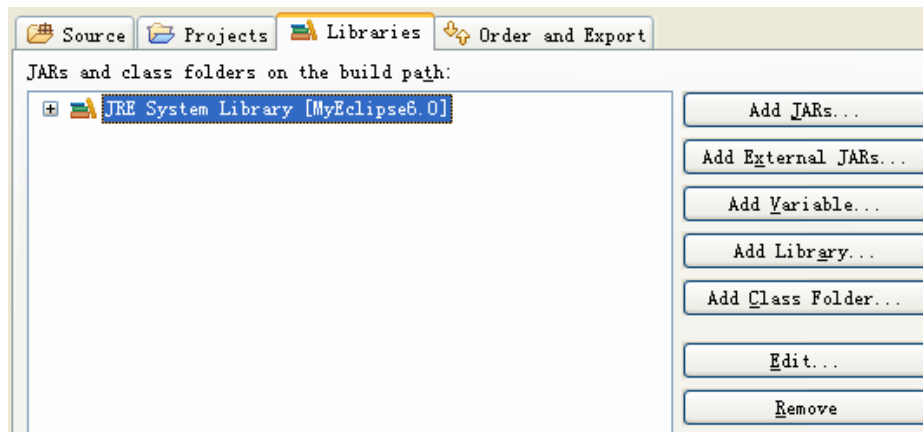 Source Projects Libraries Order and Export
JARs and class folders on the build path:
JRE System Library [MyEclipse6.0]
Add JARs...
Add External JARs...
Add Variable...
Add Library...
Add Class Folder...
Edit...
Remove